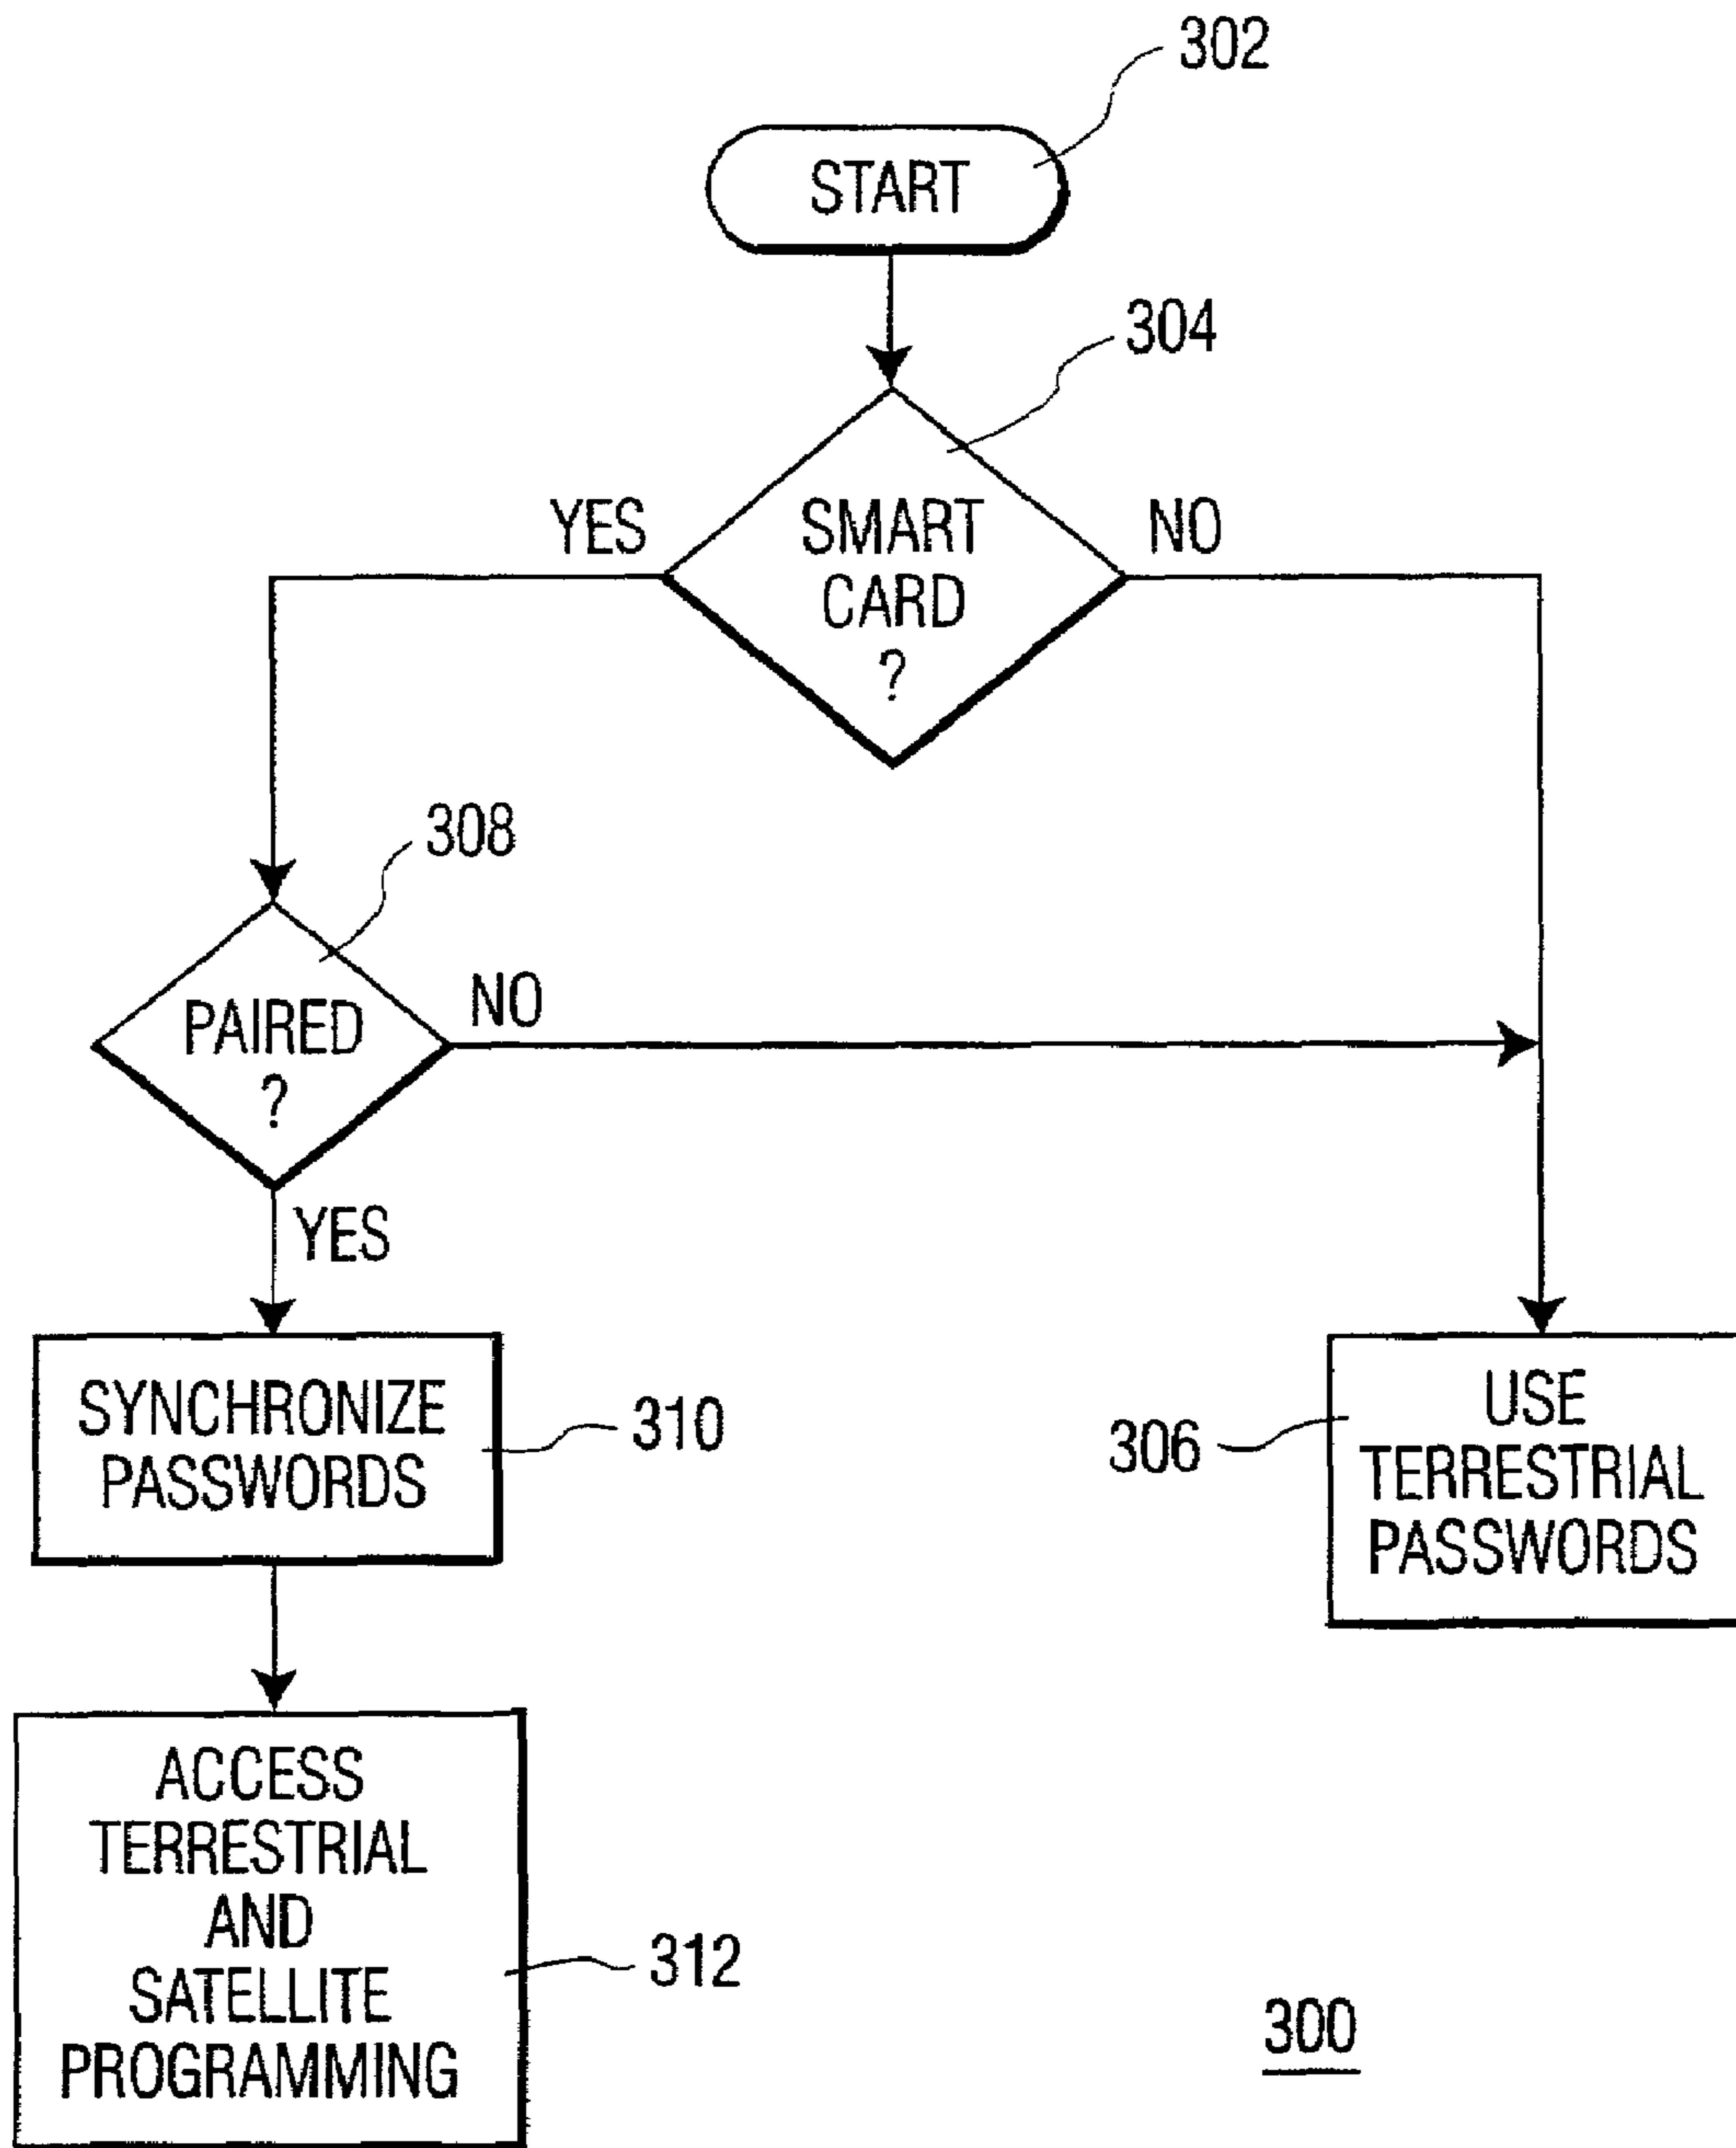 302
START
304
YES
SMART
CARD
?
NO
308
PAIRED
?
NO
YES
SYNCHRONIZE
PASSWORDS
310
306
USE
TERRESTRIAL
PASSWORDS
ACCESS
TERRESTRIAL
AND
SATELLITE
PROGRAMMING
312
300